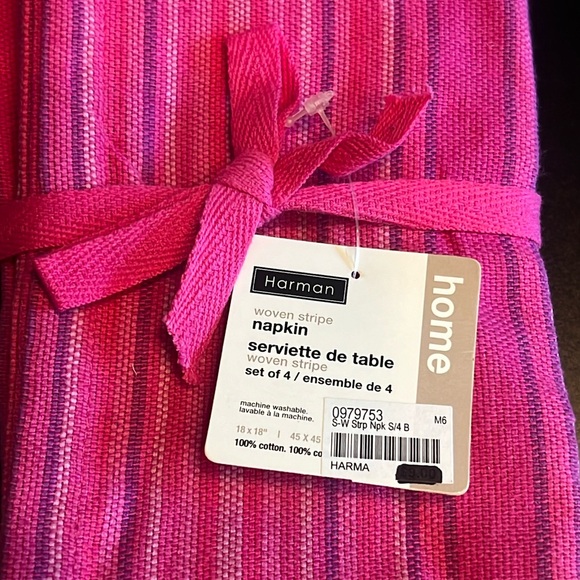 Harman
home
woven stripe
napkin
serviette de table
woven stripe
set of 4 / ensemble de 4
machine washable.
lavable à la machine.
18 x 18" | 45 X 45
100% cotton. 100% co
0979753 M6
S-W Strp Npk S/4 B
HARMA